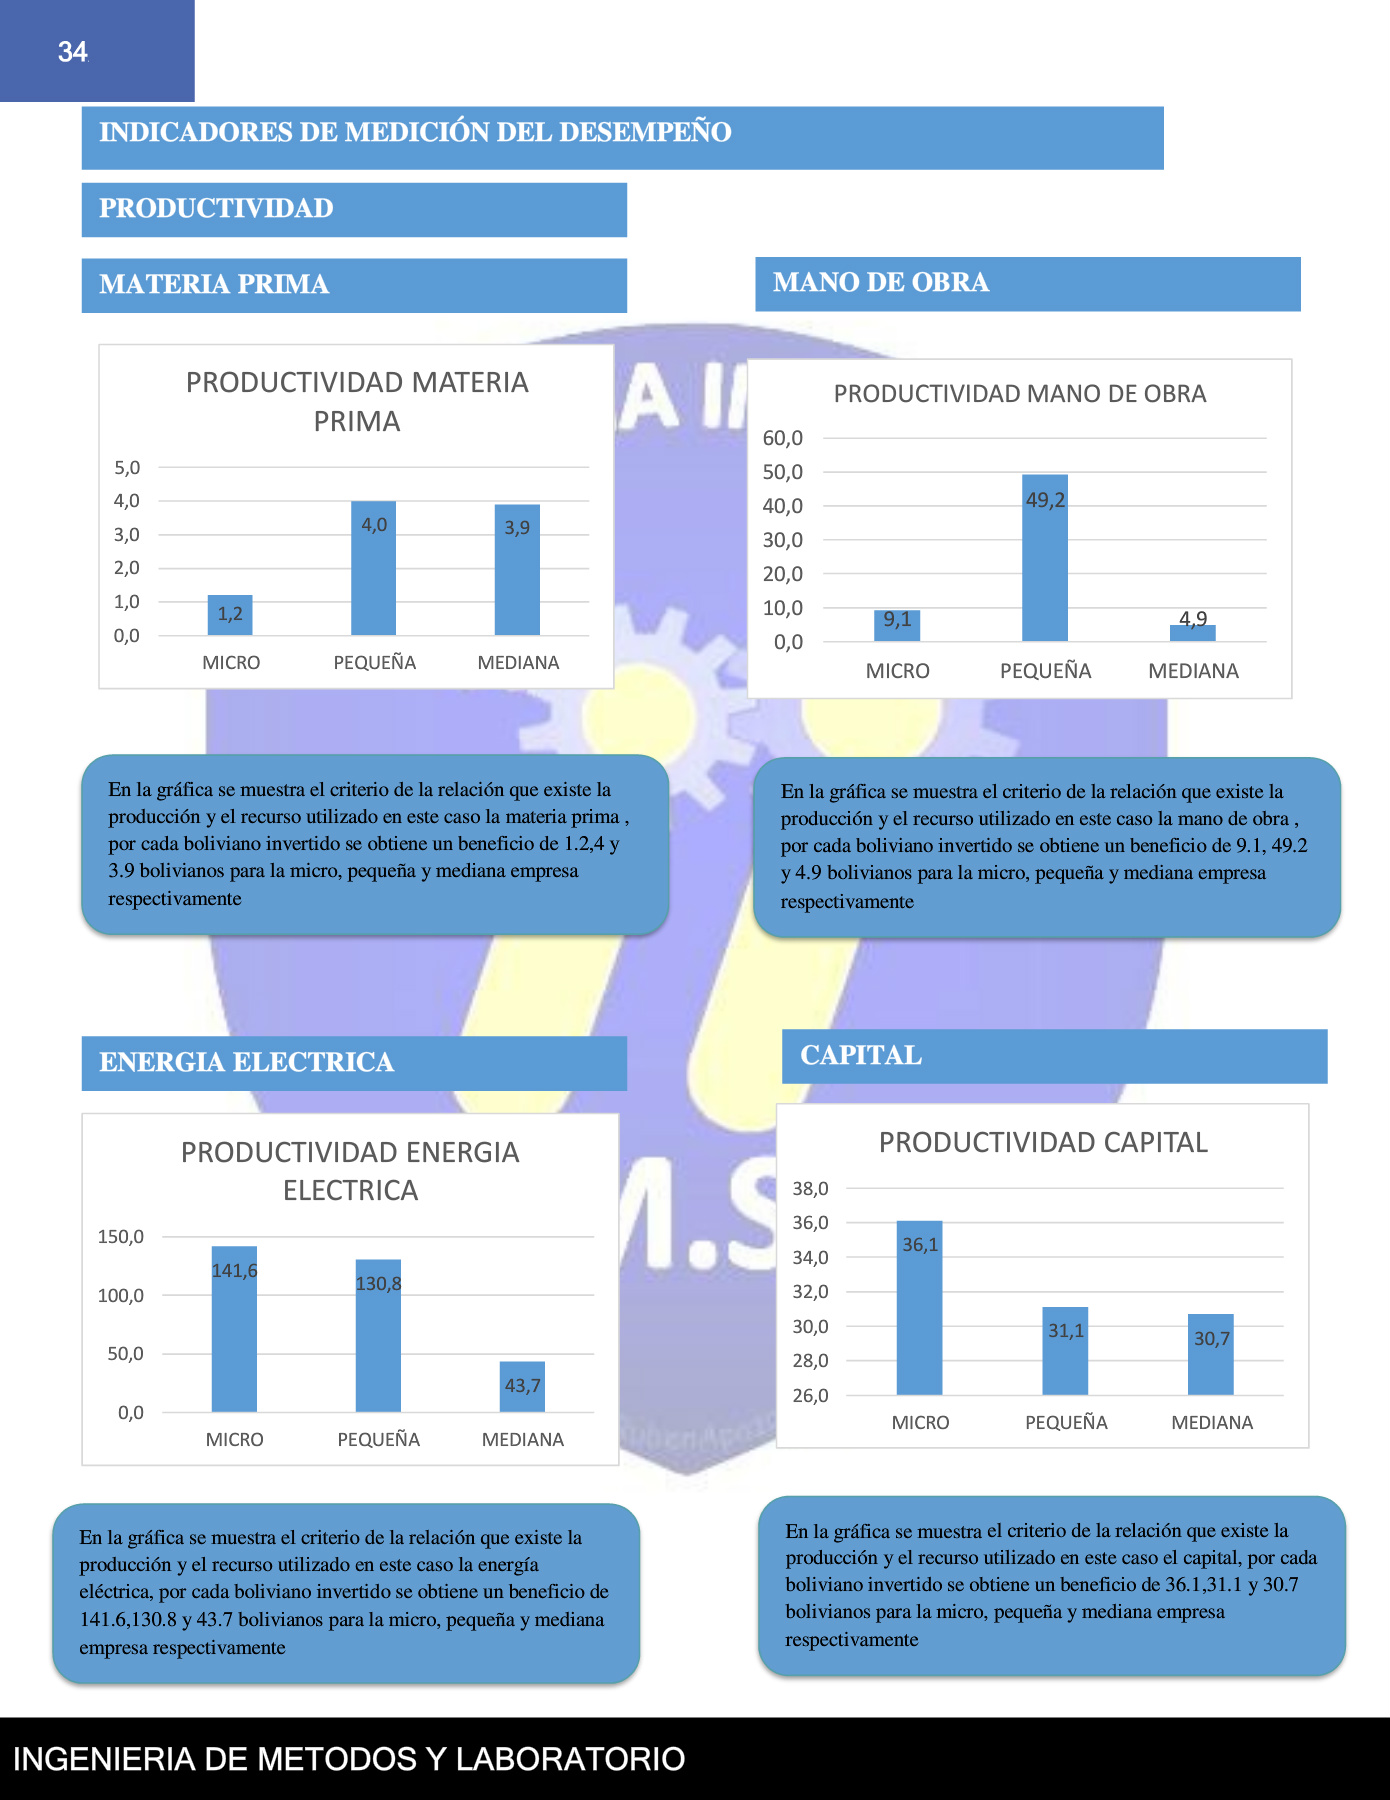 34
INDICADORES DE MEDICIÓN DEL DESEMPEÑO
PRODUCTIVIDAD
MATERIA PRIMA
PRODUCTIVIDAD MATERIA
PRIMA
5,0
4,0
3,0
2,0
1,0
0,0
1,2
4,0
3,9
MICRO PEQUEÑA MEDIANA
En la gráfica se muestra el criterio de la relación que existe la
producción y el recurso utilizado en este caso la materia prima ,
por cada boliviano invertido se obtiene un beneficio de 1.2,4 y
3.9 bolivianos para la micro, pequeña y mediana empresa
respectivamente
MANO DE OBRA
PRODUCTIVIDAD MANO DE OBRA
60,0
50,0
40,0
30,0
20,0
10,0
0,0
9,1
49,2
4,9
MICRO PEQUEÑA MEDIANA
En la gráfica se muestra el criterio de la relación que existe la
producción y el recurso utilizado en este caso la mano de obra ,
por cada boliviano invertido se obtiene un beneficio de 9.1, 49.2
y 4.9 bolivianos para la micro, pequeña y mediana empresa
respectivamente
ENERGIA ELECTRICA
PRODUCTIVIDAD ENERGIA
ELECTRICA
150,0
100,0
50,0
0,0
141,6
130,8
43,7
MICRO PEQUEÑA MEDIANA
En la gráfica se muestra el criterio de la relación que existe la
producción y el recurso utilizado en este caso la energía
eléctrica, por cada boliviano invertido se obtiene un beneficio de
141.6,130.8 y 43.7 bolivianos para la micro, pequeña y mediana
empresa respectivamente
CAPITAL
PRODUCTIVIDAD CAPITAL
38,0
36,0
34,0
32,0
30,0
28,0
26,0
36,1
31,1
30,7
MICRO PEQUEÑA MEDIANA
En la gráfica se muestra el criterio de la relación que existe la
producción y el recurso utilizado en este caso el capital, por cada
boliviano invertido se obtiene un beneficio de 36.1,31.1 y 30.7
bolivianos para la micro, pequeña y mediana empresa
respectivamente
INGENIERIA DE METODOS Y LABORATORIO